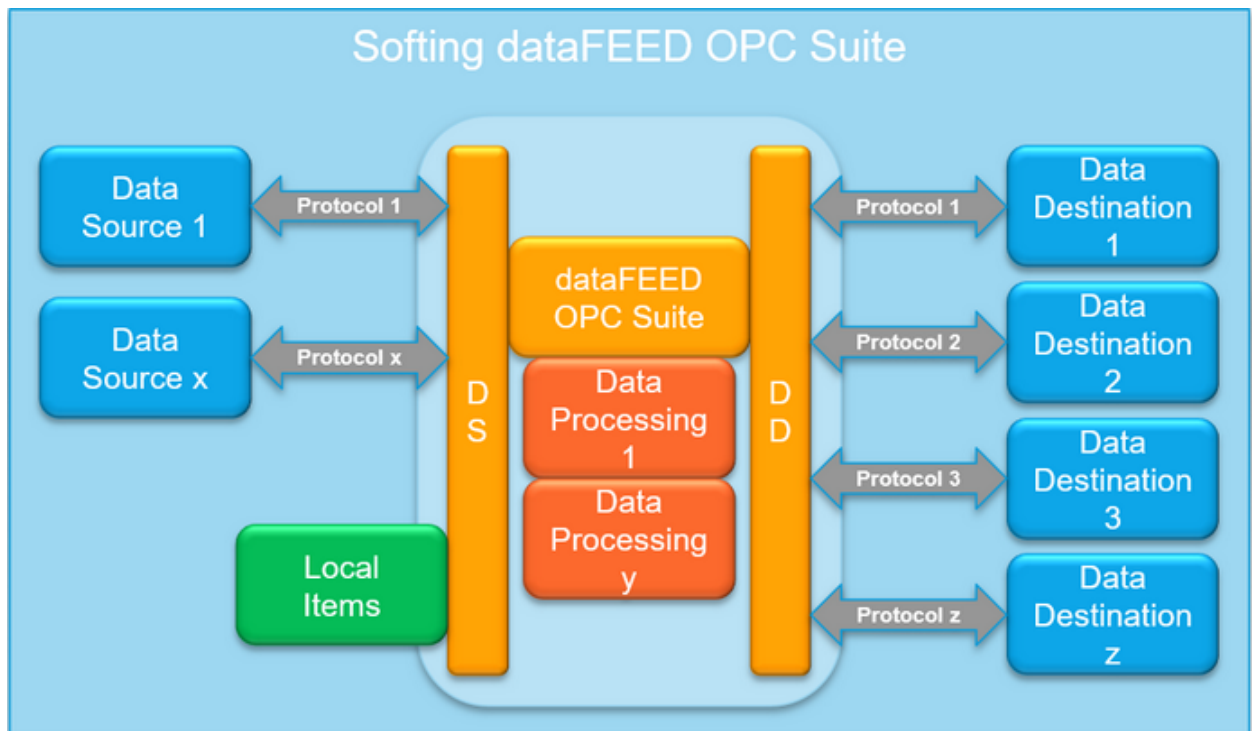 Softing dataFEED OPC Suite
Data
Source 1
Protocol 1
Data
Source x
Protocol x
Local
Items
D
S
dataFEED
OPC Suite
Data
Processing
1
Data
Processing
y
D
D
Protocol 1
Data
Destination
1
Protocol 2
Data
Destination
2
Protocol 3
Data
Destination
3
Protocol z
Data
Destination
z